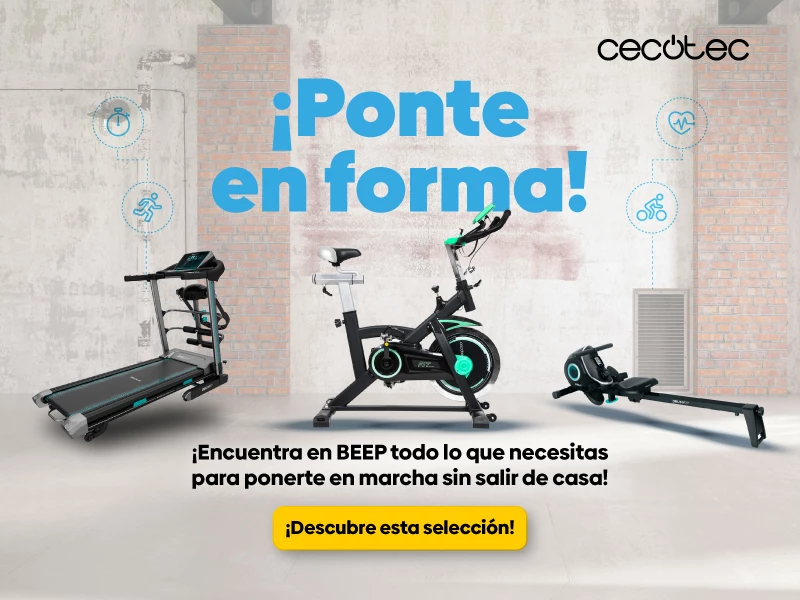 cecotec
¡Ponte
en forma!
¡Encuentra en BEEP todo lo que necesitas
para ponerte en marcha sin salir de casa!
¡Descubre esta selección!